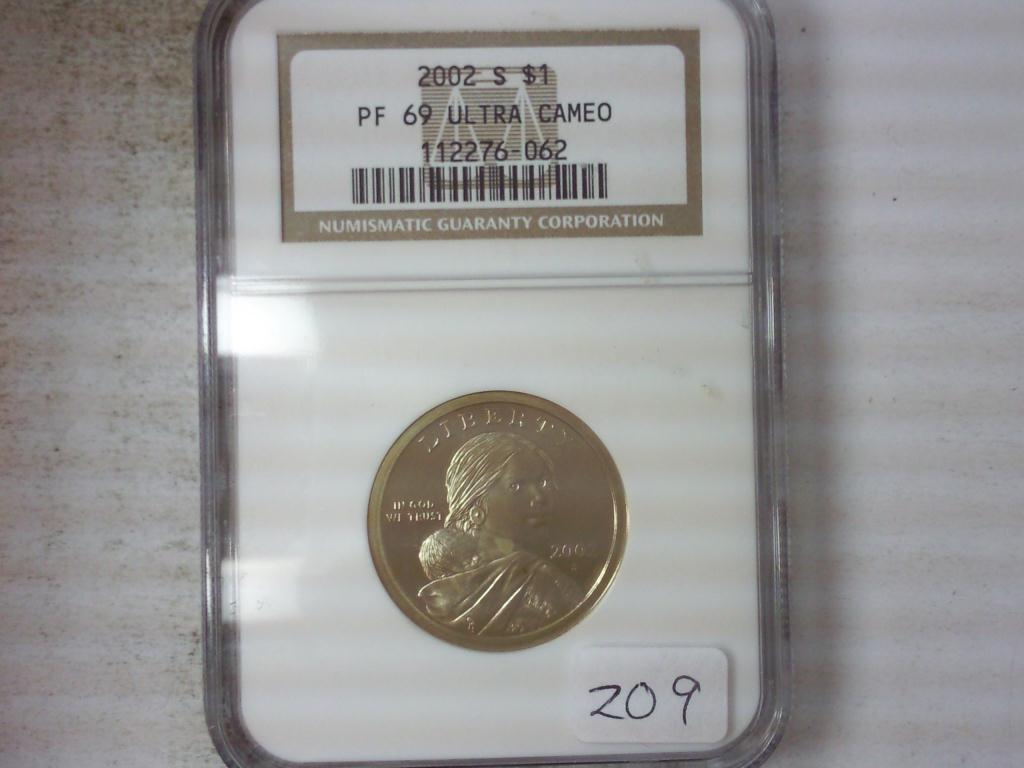 2002 S $1
PF 69 ULTRA CAMEO
112276-062
NUMISMATIC GUARANTY CORPORATION
LIBERTY
IN GOD
WE TRUST
S
209